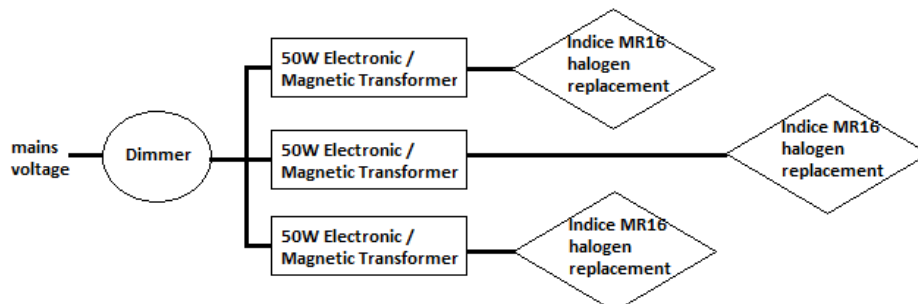 mains
voltage
Dimmer
50W Electronic /
Magnetic Transformer
Indice MR16
halogen
replacement
50W Electronic /
Magnetic Transformer
Indice MR16
halogen
replacement
50W Electronic /
Magnetic Transformer
Indice MR16
halogen
replacement